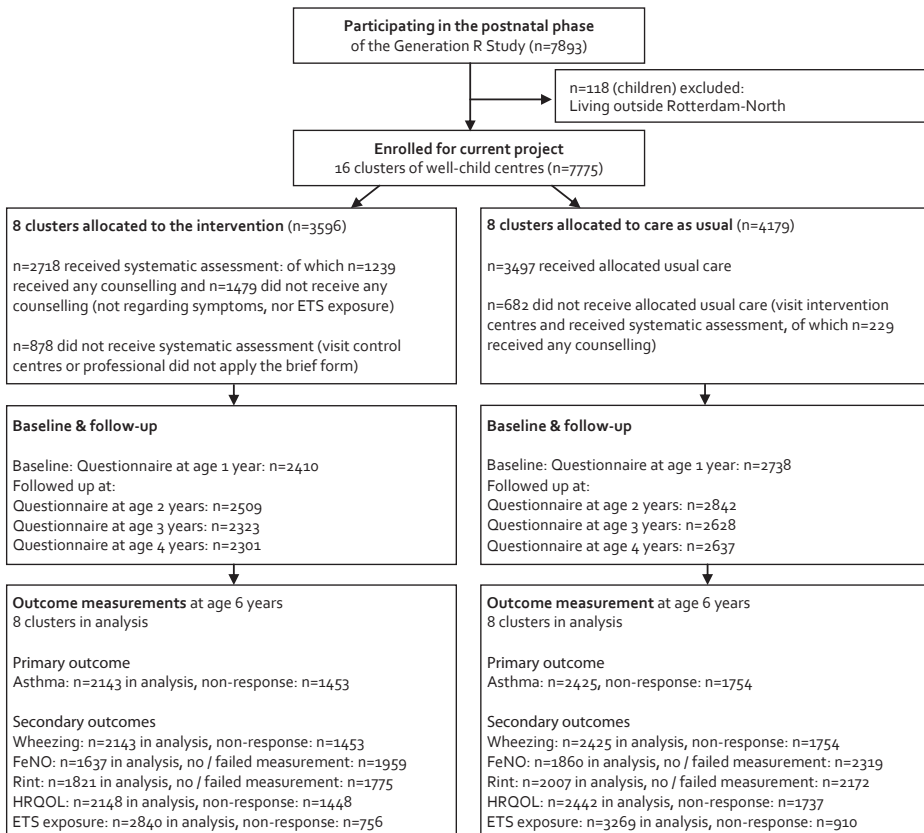 Participating in the postnatal phase
of the Generation R Study (n=7893)
n=118 (children) excluded:
Living outside Rotterdam-North
Enrolled for current project
16 clusters of well-child centres (n=7775)
8 clusters allocated to the intervention (n=3596)
n=2718 received systematic assessment: of which n=1239
received any counselling and n=1479 did not receive any
counselling (not regarding symptoms, nor ETS exposure)
n=878 did not receive systematic assessment (visit control
centres or professional did not apply the brief form)
8 clusters allocated to care as usual (n=4179)
n=3497 received allocated usual care
n=682 did not receive allocated usual care (visit intervention
centres and received systematic assessment, of which n=229
received any counselling)
Baseline & follow-up
Baseline: Questionnaire at age 1 year: n=2410
Followed up at:
Questionnaire at age 2 years: n=2509
Questionnaire at age 3 years: n=2323
Questionnaire at age 4 years: n=2301
Baseline & follow-up
Baseline: Questionnaire at age 1 year: n=2738
Followed up at:
Questionnaire at age 2 years: n=2842
Questionnaire at age 3 years: n=2628
Questionnaire at age 4 years: n=2637
Outcome measurements at age 6 years
8 clusters in analysis
Primary outcome
Asthma: n=2143 in analysis, non-response: n=1453
Secondary outcomes
Wheezing: n=2143 in analysis, non-response: n=1453
FeNO: n=1637 in analysis, no / failed measurement: n=1959
Rint: n=1821 in analysis, no / failed measurement: n=1775
HRQOL: n=2148 in analysis, non-response: n=1448
ETS exposure: n=2840 in analysis, non-response: n=756
Outcome measurement at age 6 years
8 clusters in analysis
Primary outcome
Asthma: n=2425, non-response: n=1754
Secondary outcomes
Wheezing: n=2425 in analysis, non-response: n=1754
FeNO: n=1860 in analysis, no / failed measurement: n=2319
Rint: n=2007 in analysis, no / failed measurement: n=2172
HRQOL: n=2442 in analysis, non-response: n=1737
ETS exposure: n=3269 in analysis, non-response: n=910